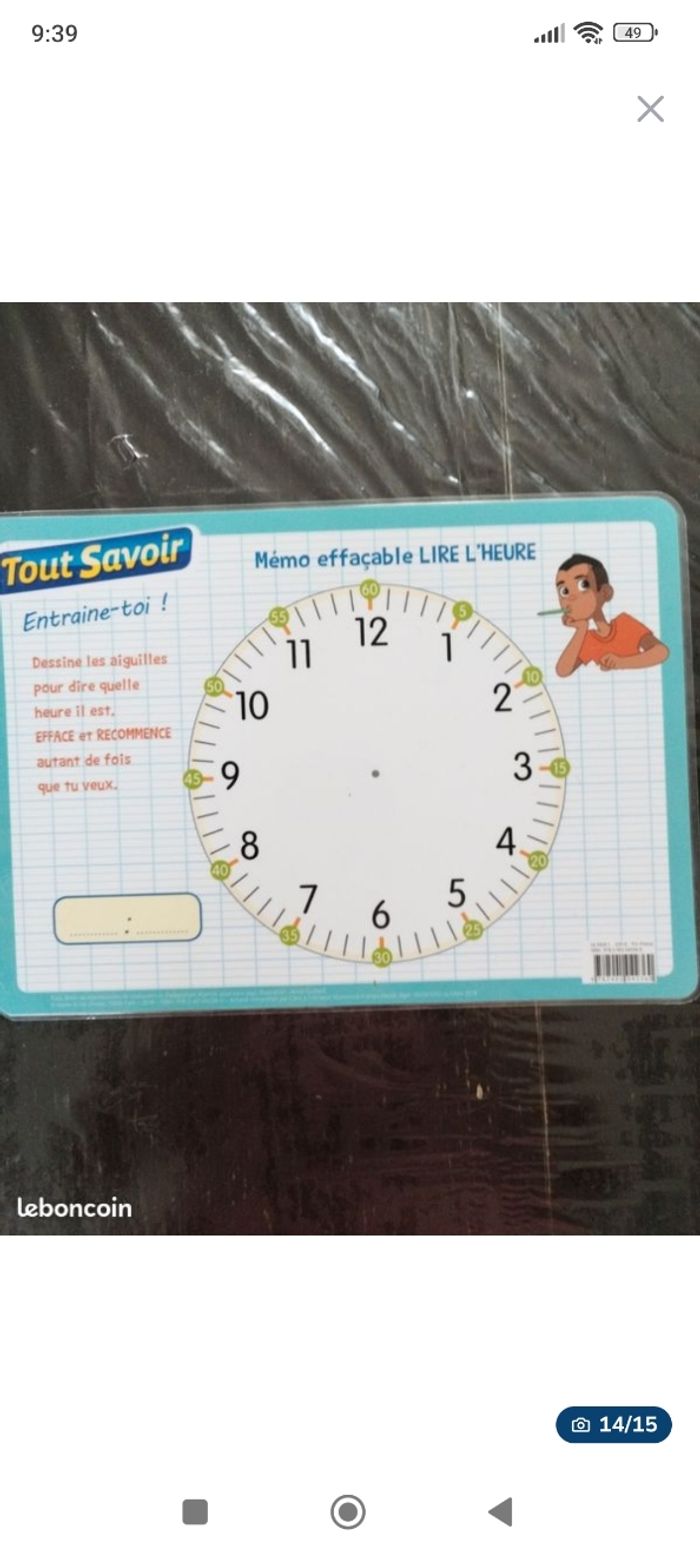 9:39
49
Tout Savoir
Mémo effaçable LIRE L'HEURE
Entraine-toi !
Dessine les aiguilles
pour dire quelle
heure il est.
EFFACE et RECOMMENCE
autant de fois
que tu veux.
60
5
10
15
20
25
30
35
40
45
50
55
12
1
2
3
4
5
6
7
8
9
10
11
:
leboncoin
14/15